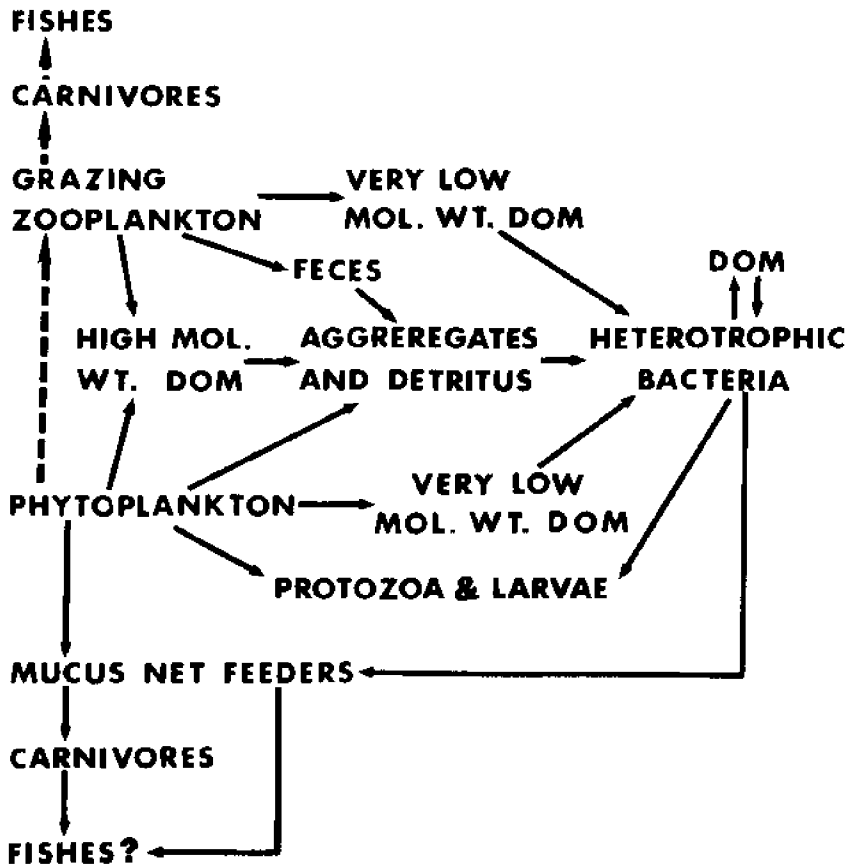 FISHES
CARNIVORES
GRAZING
ZOOPLANKTON
VERY LOW
MOL. WT. DOM
FECES
DOM
HIGH MOL.
WT. DOM
AGGREREGATES
AND DETRITUS
HETEROTROPHIC
BACTERIA
PHYTOPLANKTON
VERY LOW
MOL. WT. DOM
PROTOZOA & LARVAE
MUCUS NET FEEDERS
CARNIVORES
FISHES?